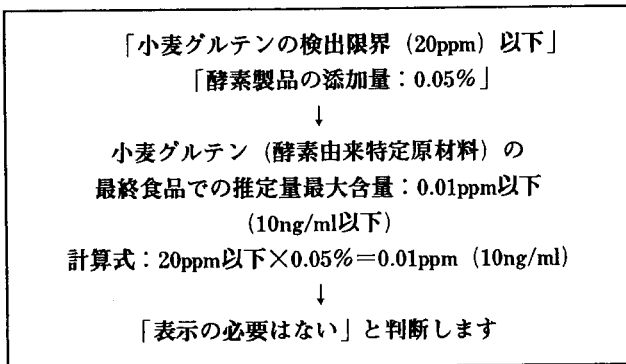 「小麦グルテンの検出限界(20ppm)以下」
「酵素製品の添加量:0.05%」
↓
小麦グルテン(酵素由来特定原材料)の
最終食品での推定量最大含量:0.01ppm以下
(10ng/ml以下)
計算式:20ppm以下×0.05%=0.01ppm(10ng/ml)
↓
「表示の必要はない」と判断します